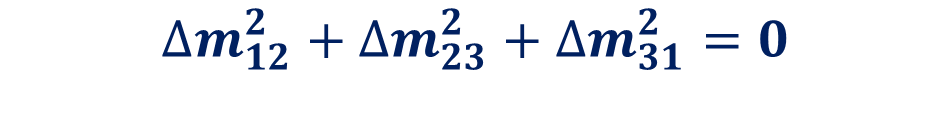 Δm²₁₂ + Δm²₂₃ + Δm²₃₁ = 0